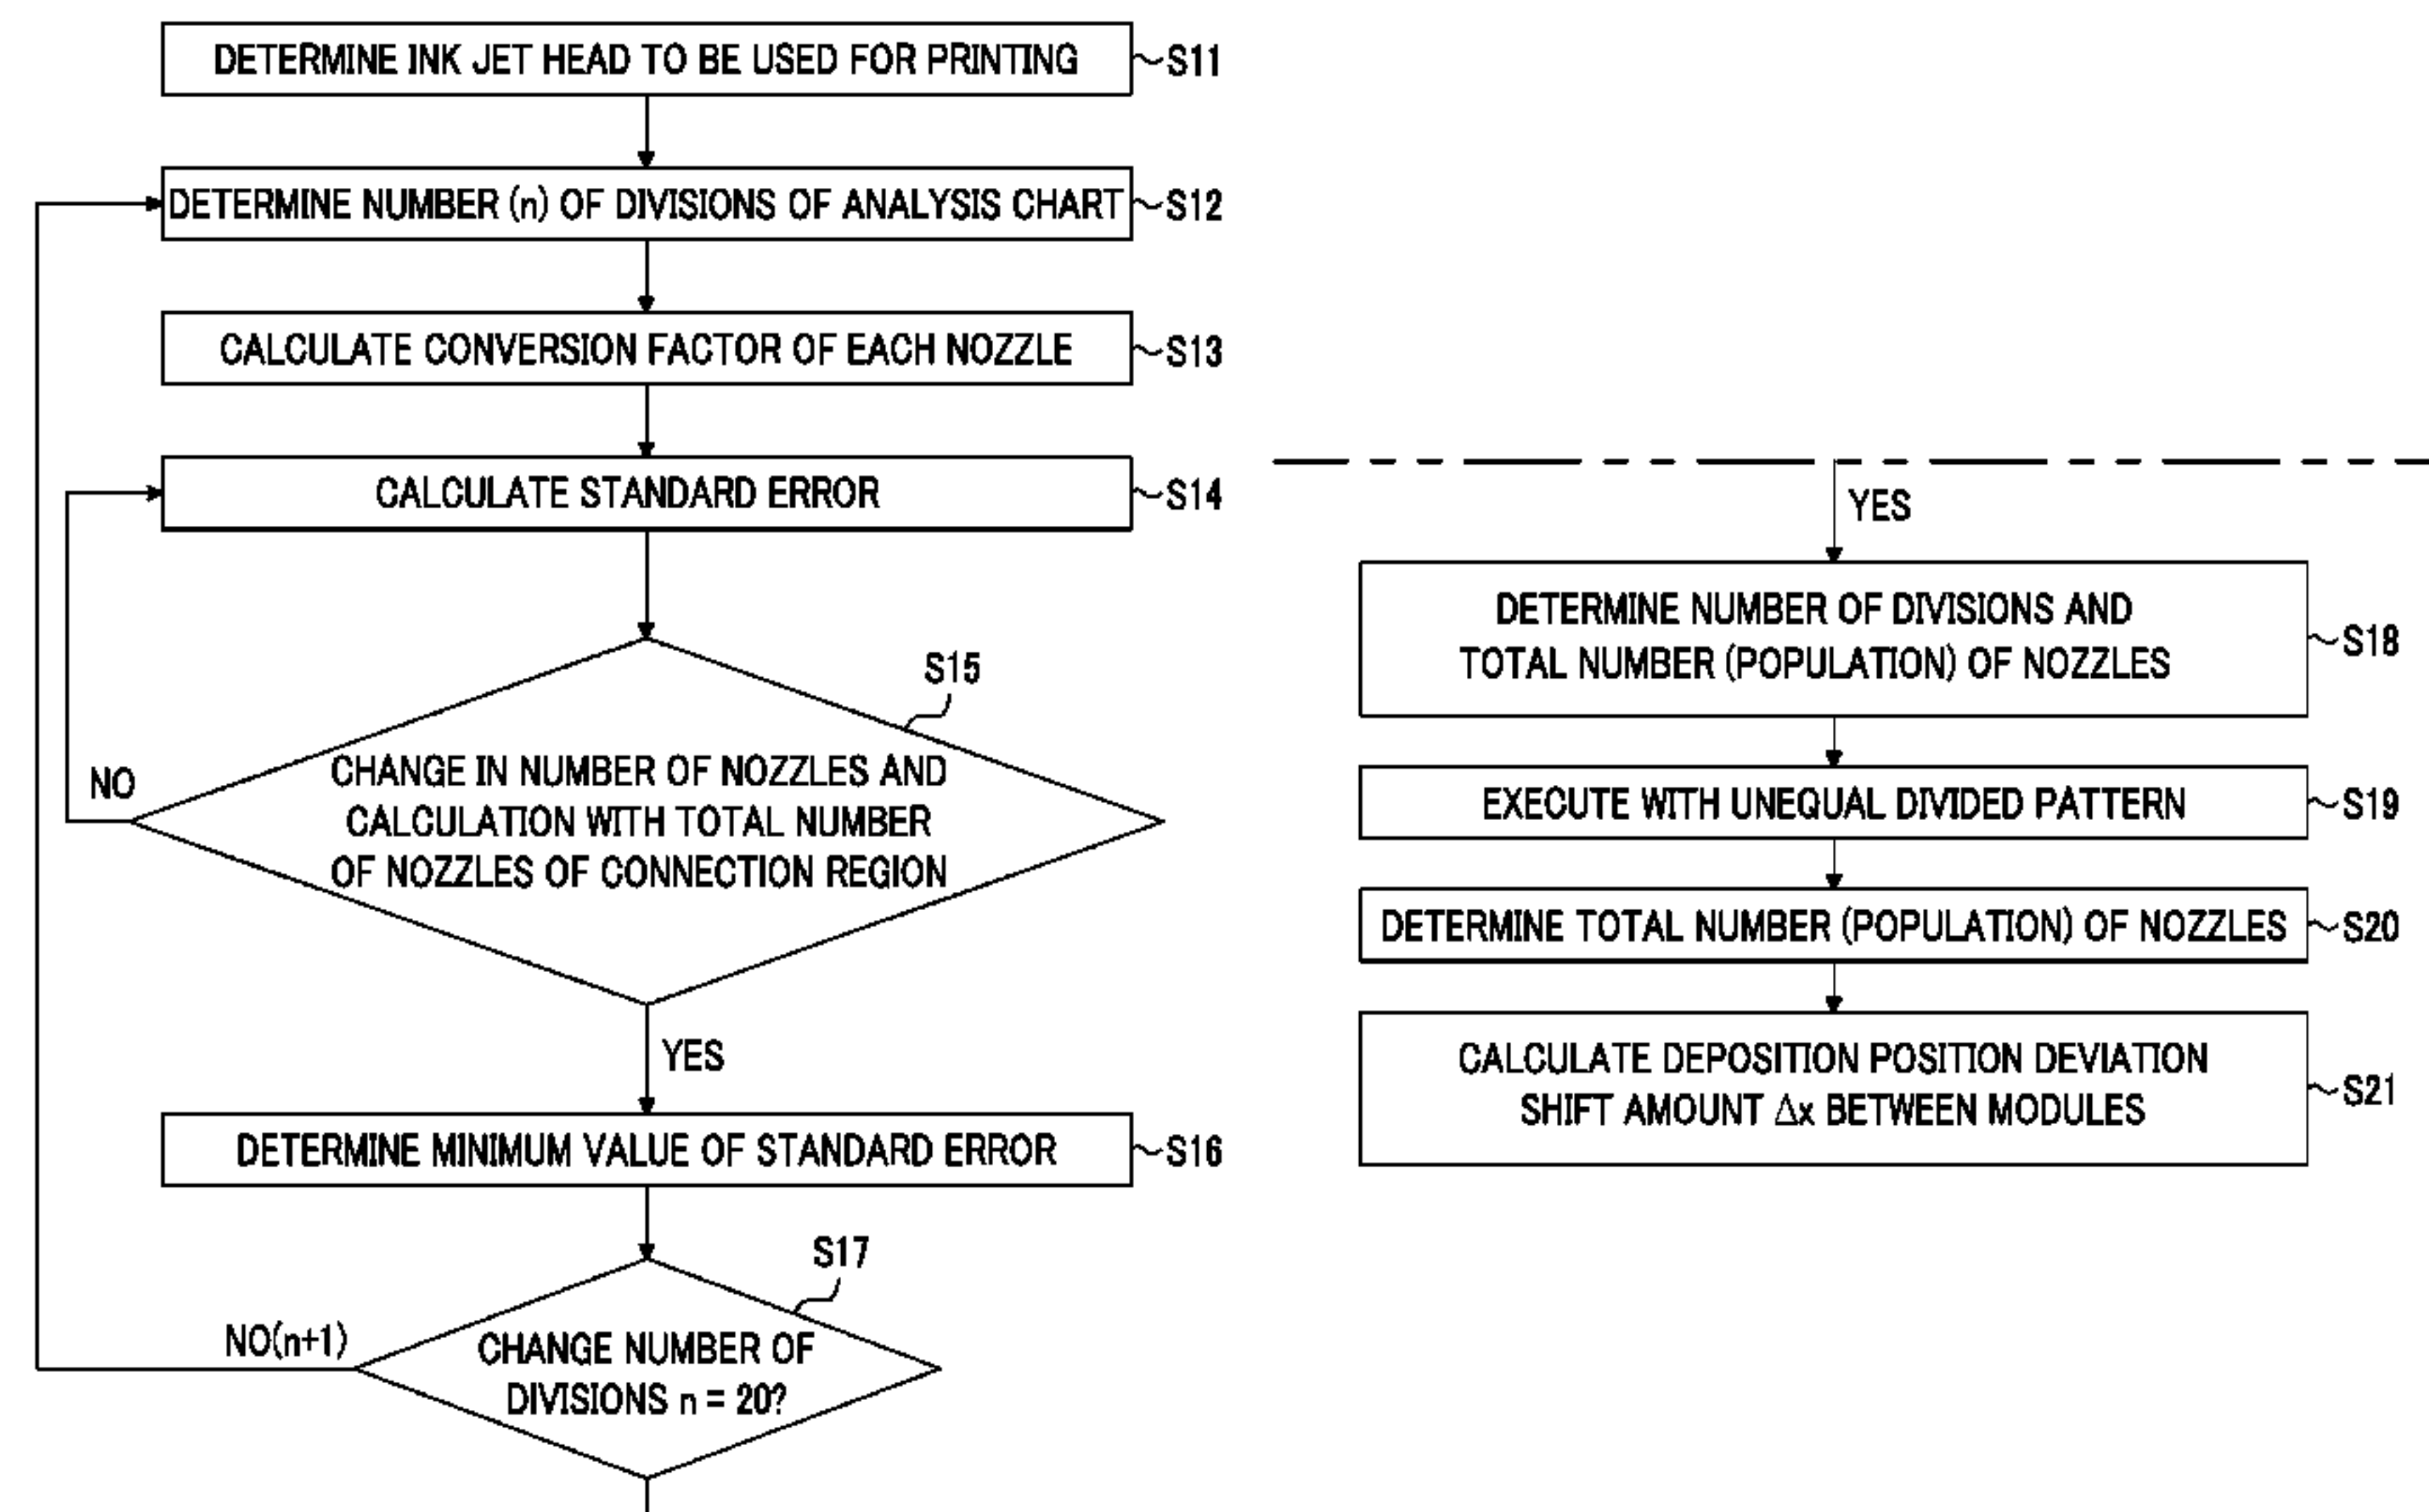 DETERMINE INK JET HEAD TO BE USED FOR PRINTING
S11
DETERMINE NUMBER (n) OF DIVISIONS OF ANALYSIS CHART
S12
CALCULATE CONVERSION FACTOR OF EACH NOZZLE
S13
CALCULATE STANDARD ERROR
S14
S15
CHANGE IN NUMBER OF NOZZLES AND
CALCULATION WITH TOTAL NUMBER
OF NOZZLES OF CONNECTION REGION
NO
YES
DETERMINE MINIMUM VALUE OF STANDARD ERROR
S16
S17
CHANGE NUMBER OF
DIVISIONS n = 20?
NO(n+1)
YES
DETERMINE NUMBER OF DIVISIONS AND
TOTAL NUMBER (POPULATION) OF NOZZLES
S18
EXECUTE WITH UNEQUAL DIVIDED PATTERN
S19
DETERMINE TOTAL NUMBER (POPULATION) OF NOZZLES
S20
CALCULATE DEPOSITION POSITION DEVIATION
SHIFT AMOUNT Δx BETWEEN MODULES
S21